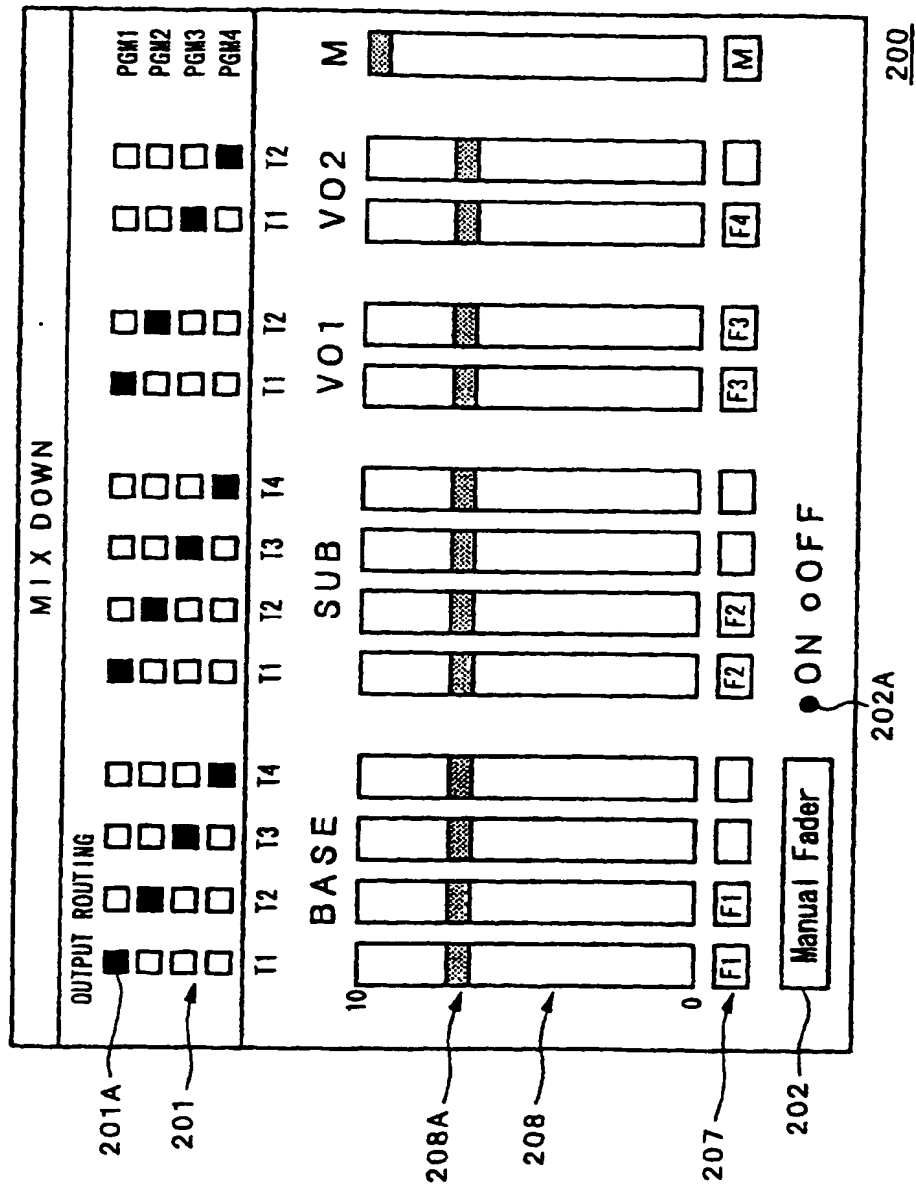 MIX DOWN
OUTPUT ROUTING
PGM1
PGM2
PGM3
PGM4
T1 T2 T3 T4 T1 T2 T3 T4 T1 T2 T1 T2
BASE SUB VO1 VO2 M
10
0
F1 F1 F2 F2 F3 F3 F4 M
Manual Fader ON OFF
201A
201
208A
208
207
202
202A
200